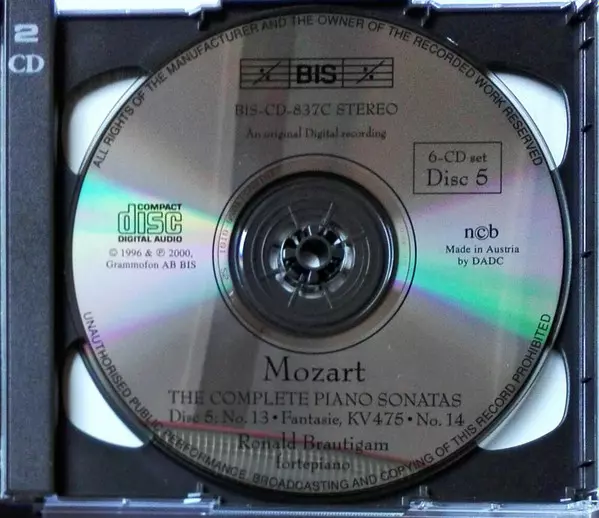 2
CD
ALL RIGHTS OF THE MANUFACTURER AND THE OWNER OF THE RECORDED WORK RESERVED
BIS
BIS-CD-837C STEREO
An original Digital recording
6-CD set
Disc 5
COMPACT
disc
DIGITAL AUDIO
n©b
Made in Austria
by DADC
© 1996 & ℗ 2000,
Grammofon AB BIS
Mozart
THE COMPLETE PIANO SONATAS
Disc 5: No. 13 • Fantasie, KV475 • No. 14
Ronald Brautigam
fortepiano
UNAUTHORISED PUBLIC PERFORMANCE, BROADCASTING AND COPYING OF THIS RECORD PROHIBITED